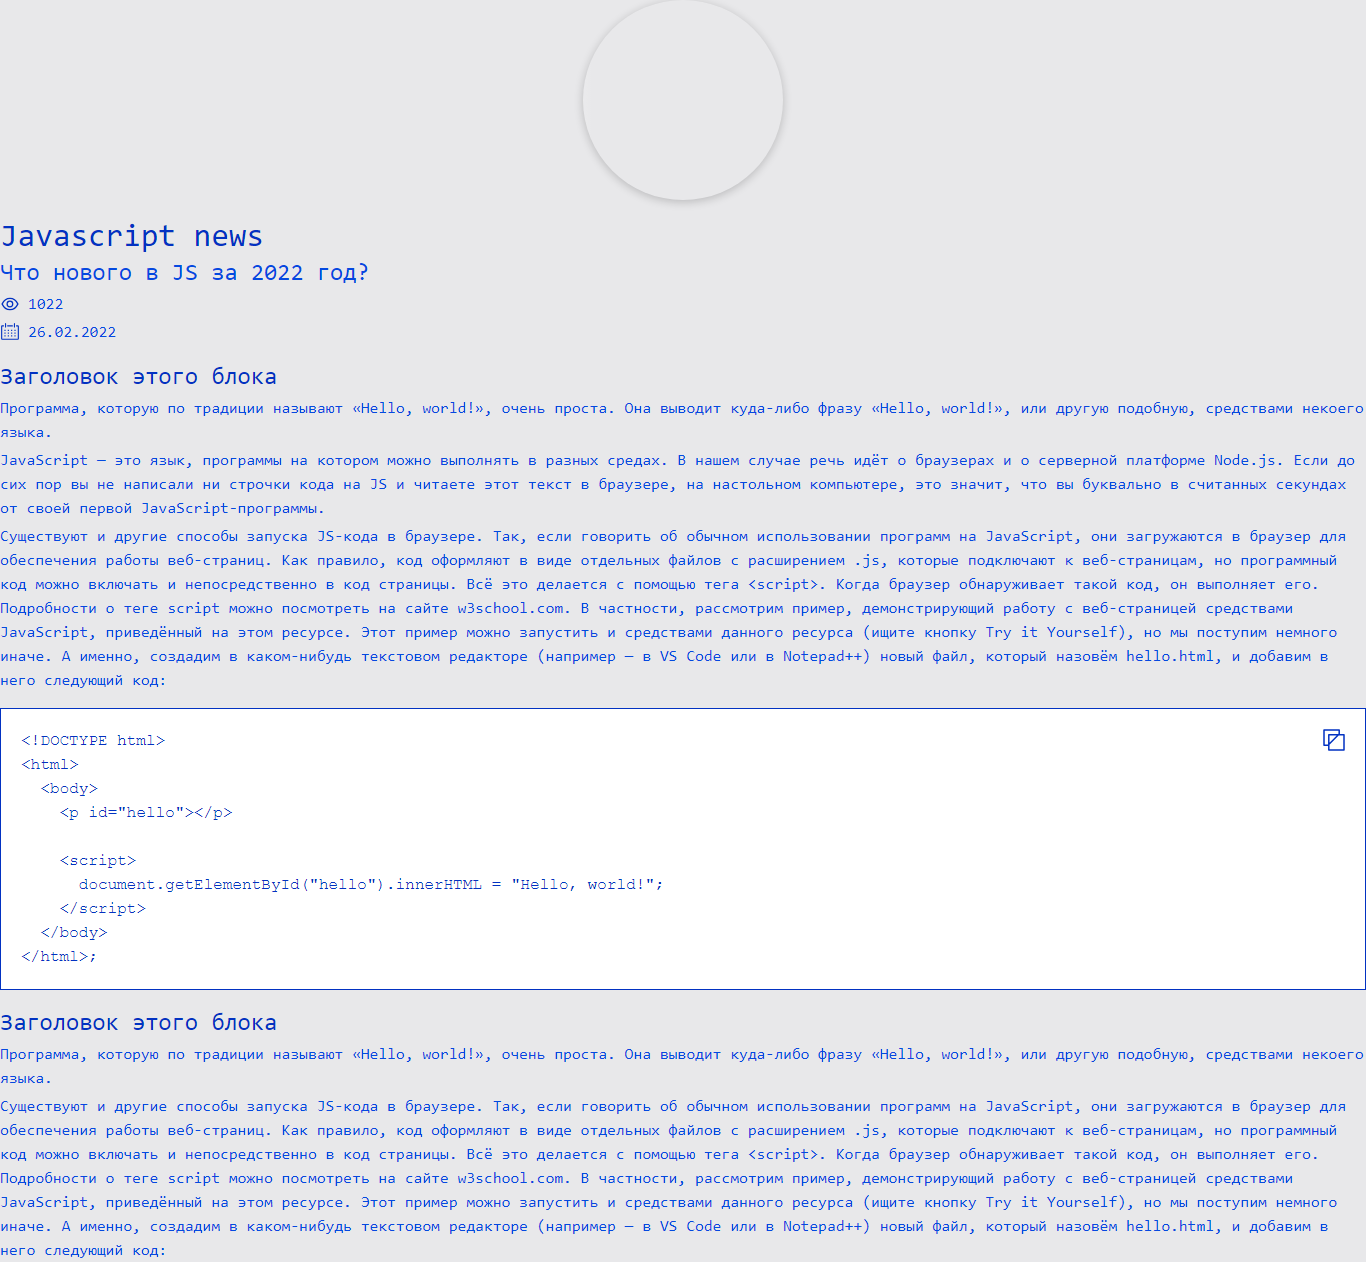 Javascript news
Что нового в JS за 2022 год?
1022
26.02.2022
Заголовок этого блока
Программа, которую по традиции называют «Hello, world!», очень проста. Она выводит куда-либо фразу «Hello, world!», или другую подобную, средствами некоего
языка.
JavaScript — это язык, программы на котором можно выполнять в разных средах. В нашем случае речь идёт о браузерах и о серверной платформе Node.js. Если до
сих пор вы не написали ни строчки кода на JS и читаете этот текст в браузере, на настольном компьютере, это значит, что вы буквально в считанных секундах
от своей первой JavaScript-программы.
Существуют и другие способы запуска JS-кода в браузере. Так, если говорить об обычном использовании программ на JavaScript, они загружаются в браузер для
обеспечения работы веб-страниц. Как правило, код оформляют в виде отдельных файлов с расширением .js, которые подключают к веб-страницам, но программный
код можно включать и непосредственно в код страницы. Всё это делается с помощью тега <script>. Когда браузер обнаруживает такой код, он выполняет его.
Подробности о теге script можно посмотреть на сайте w3school.com. В частности, рассмотрим пример, демонстрирующий работу с веб-страницей средствами
JavaScript, приведённый на этом ресурсе. Этот пример можно запустить и средствами данного ресурса (ищите кнопку Try it Yourself), но мы поступим немного
иначе. А именно, создадим в каком-нибудь текстовом редакторе (например — в VS Code или в Notepad++) новый файл, который назовём hello.html, и добавим в
него следующий код:
<!DOCTYPE html>
<html>
  <body>
    <p id="hello"></p>
    <script>
      document.getElementById("hello").innerHTML = "Hello, world!";
    </script>
  </body>
</html>;
Заголовок этого блока
Программа, которую по традиции называют «Hello, world!», очень проста. Она выводит куда-либо фразу «Hello, world!», или другую подобную, средствами некоего
языка.
Существуют и другие способы запуска JS-кода в браузере. Так, если говорить об обычном использовании программ на JavaScript, они загружаются в браузер для
обеспечения работы веб-страниц. Как правило, код оформляют в виде отдельных файлов с расширением .js, которые подключают к веб-страницам, но программный
код можно включать и непосредственно в код страницы. Всё это делается с помощью тега <script>. Когда браузер обнаруживает такой код, он выполняет его.
Подробности о теге script можно посмотреть на сайте w3school.com. В частности, рассмотрим пример, демонстрирующий работу с веб-страницей средствами
JavaScript, приведённый на этом ресурсе. Этот пример можно запустить и средствами данного ресурса (ищите кнопку Try it Yourself), но мы поступим немного
иначе. А именно, создадим в каком-нибудь текстовом редакторе (например — в VS Code или в Notepad++) новый файл, который назовём hello.html, и добавим в
него следующий код: